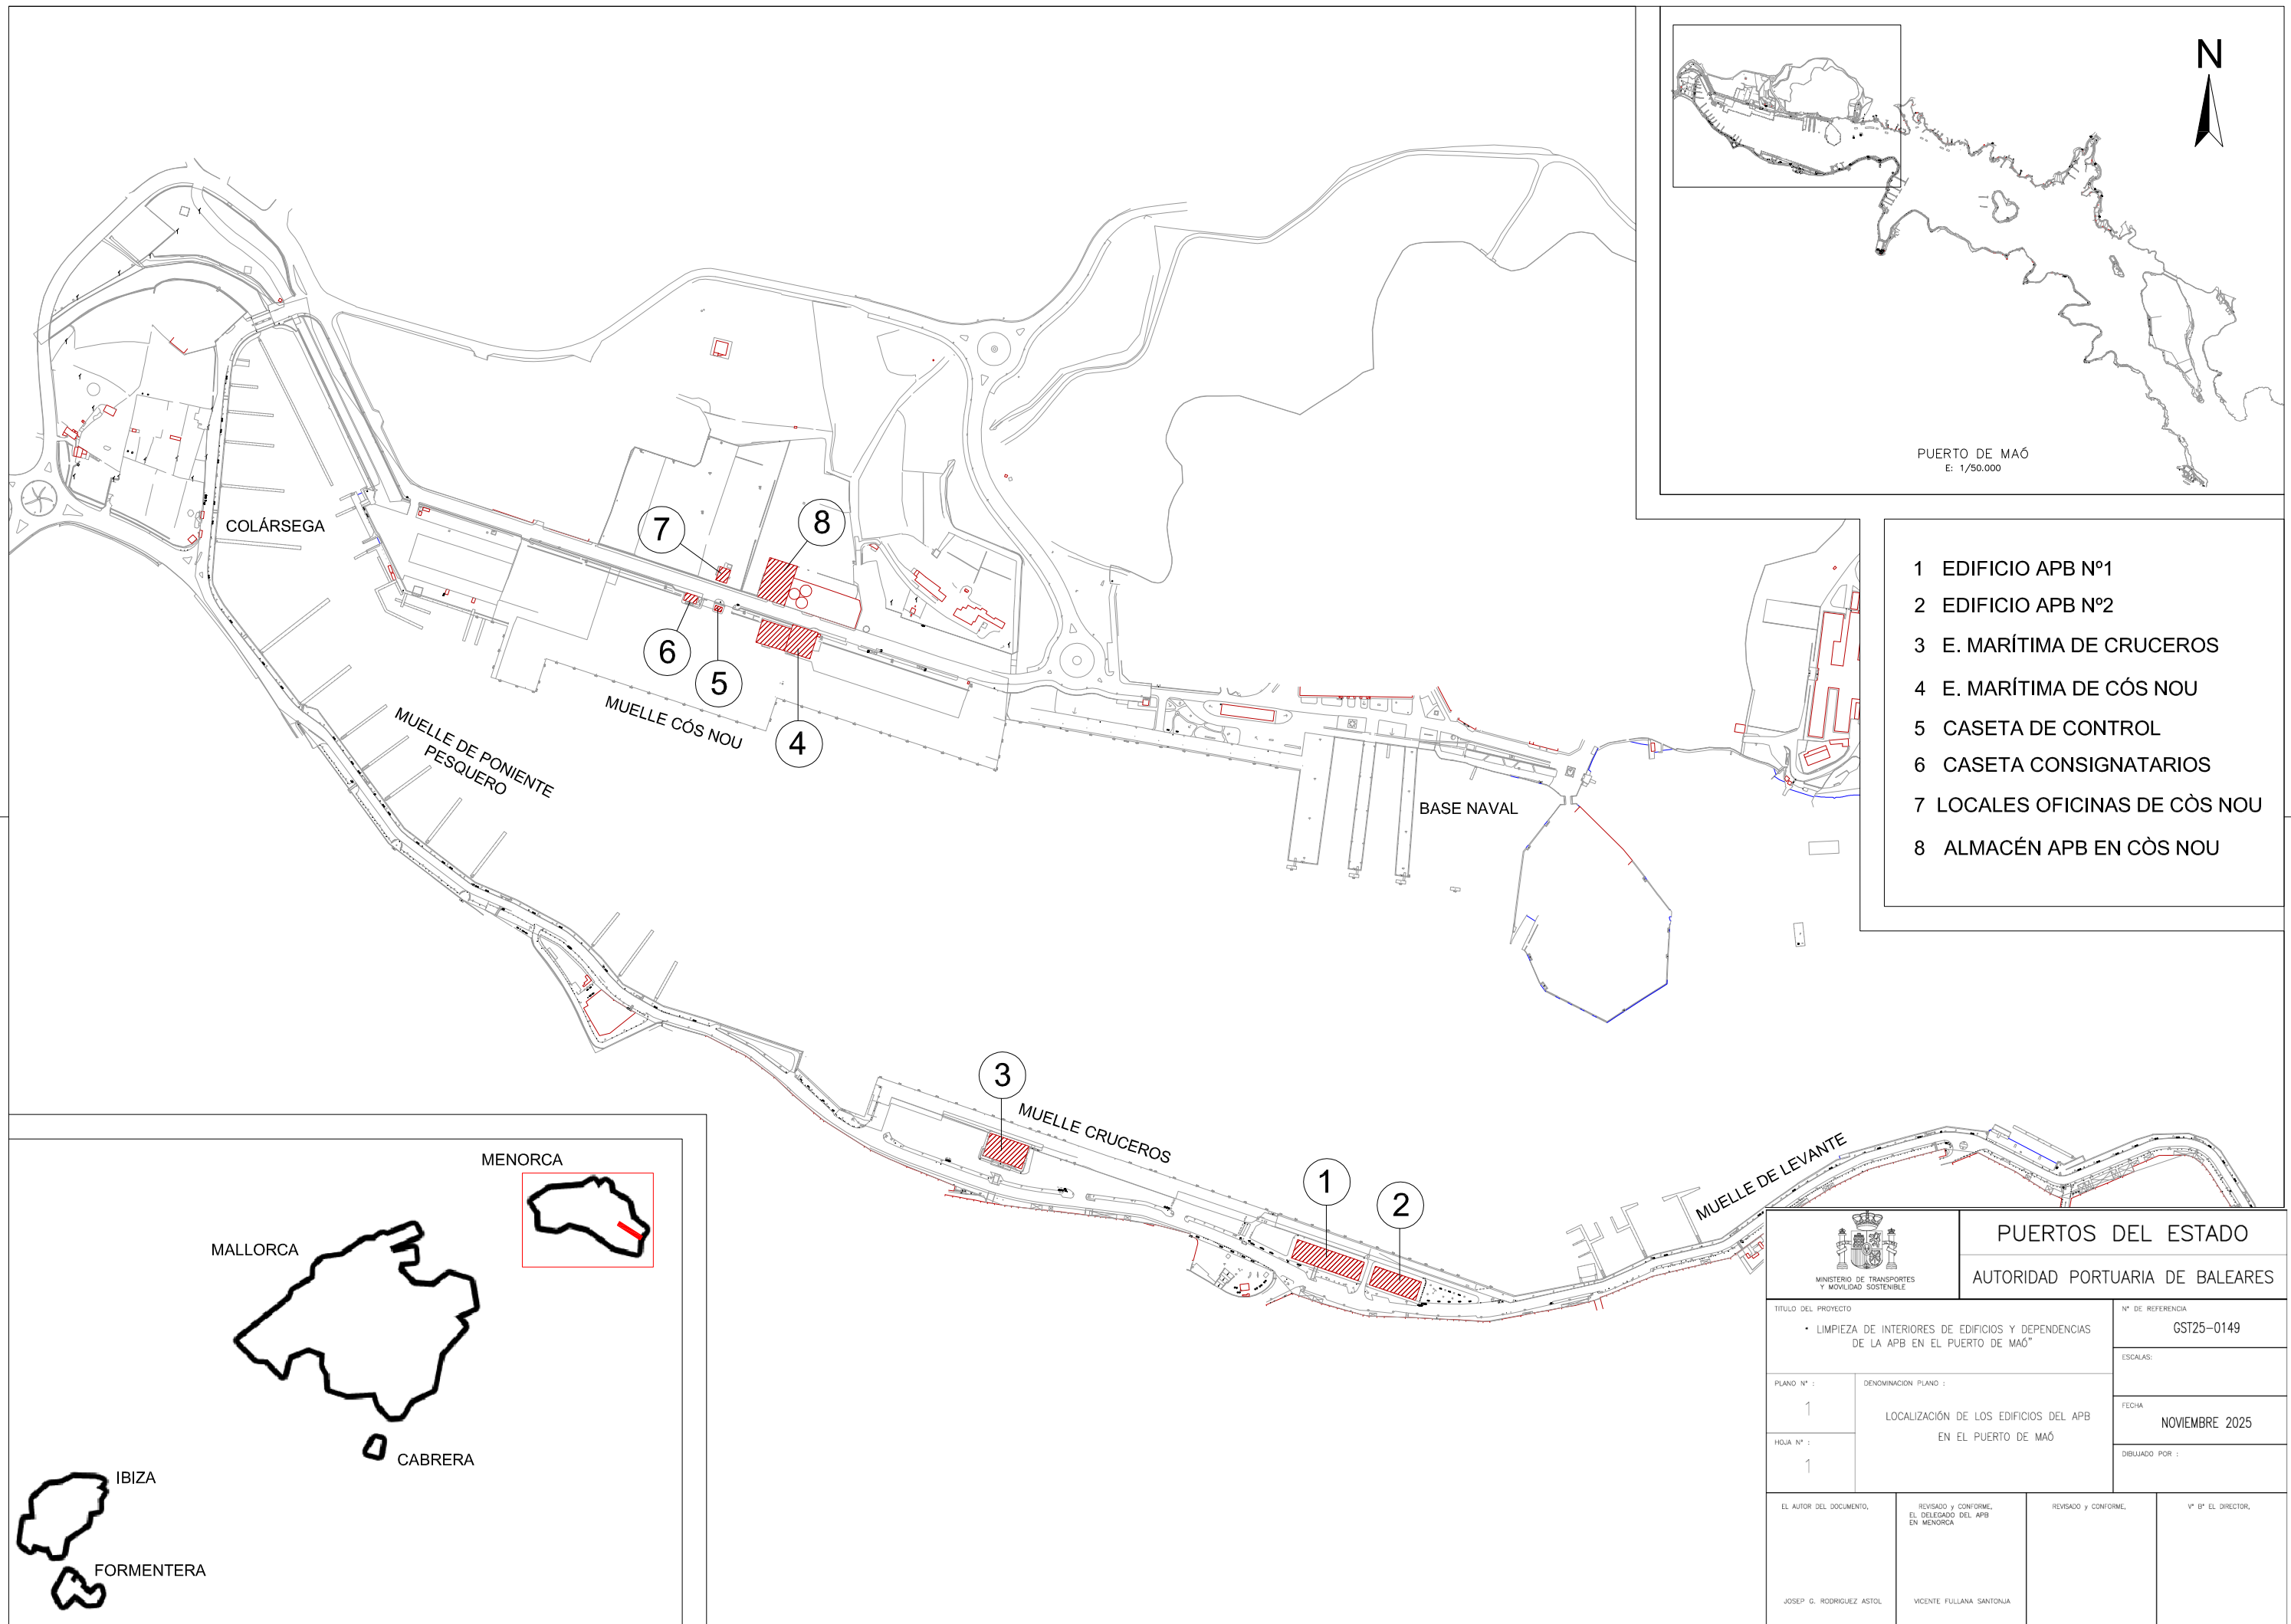 N
PUERTO DE MAÓ
E: 1/50.000
COLÁRSEGA
7
8
6
5
4
MUELLE CÓS NOU
MUELLE DE PONIENTE
PESQUERO
BASE NAVAL
1 EDIFICIO APB Nº1
2 EDIFICIO APB Nº2
3 E. MARÍTIMA DE CRUCEROS
4 E. MARÍTIMA DE CÓS NOU
5 CASETA DE CONTROL
6 CASETA CONSIGNATARIOS
7 LOCALES OFICINAS DE CÒS NOU
8 ALMACÉN APB EN CÒS NOU
3
MUELLE CRUCEROS
1
2
MUELLE DE LEVANTE
MENORCA
MALLORCA
CABRERA
IBIZA
FORMENTERA
MINISTERIO DE TRANSPORTES
Y MOVILIDAD SOSTENIBLE
PUERTOS DEL ESTADO
AUTORIDAD PORTUARIA DE BALEARES
TITULO DEL PROYECTO
" LIMPIEZA DE INTERIORES DE EDIFICIOS Y DEPENDENCIAS
DE LA APB EN EL PUERTO DE MAÓ"
Nº DE REFERENCIA
GST25-0149
ESCALAS:
PLANO Nº :
1
DENOMINACION PLANO :
LOCALIZACIÓN DE LOS EDIFICIOS DEL APB
EN EL PUERTO DE MAÓ
FECHA
NOVIEMBRE 2025
HOJA Nº :
1
DIBUJADO POR :
EL AUTOR DEL DOCUMENTO,
REVISADO y CONFORME,
EL DELEGADO DEL APB
EN MENORCA
REVISADO y CONFORME,
Vº Bº EL DIRECTOR,
JOSEP G. RODRIGUEZ ASTOL
VICENTE FULLANA SANTONJA